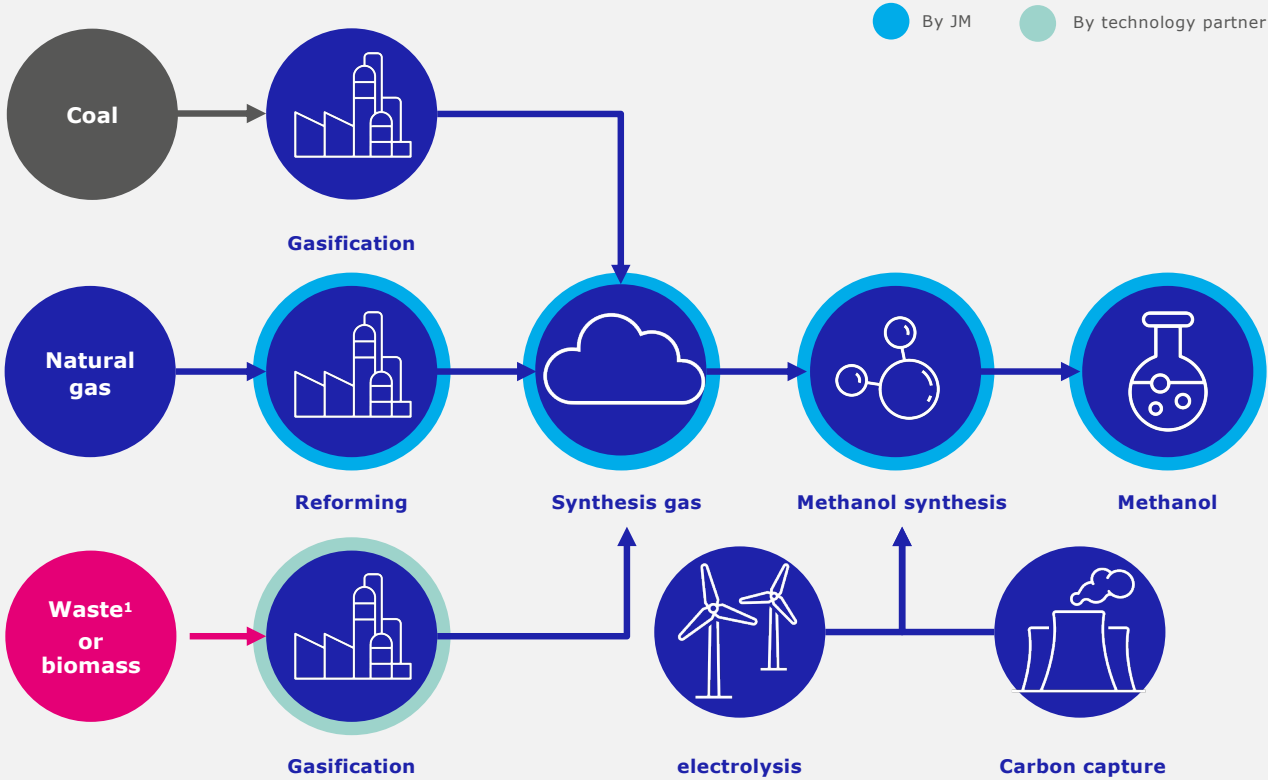 By JM
By technology partner
Coal
Gasification
Natural
gas
Reforming
Synthesis gas
Methanol synthesis
Methanol
Waste¹
or
biomass
Gasification
electrolysis
Carbon capture